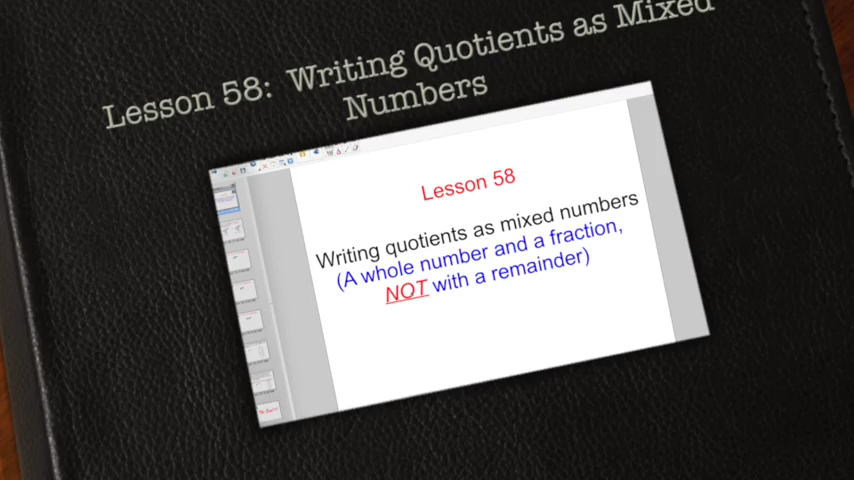 Lesson 58: Writing Quotients as Mixed
Numbers
Lesson 58
Writing quotients as mixed numbers
(A whole number and a fraction,
NOT with a remainder)